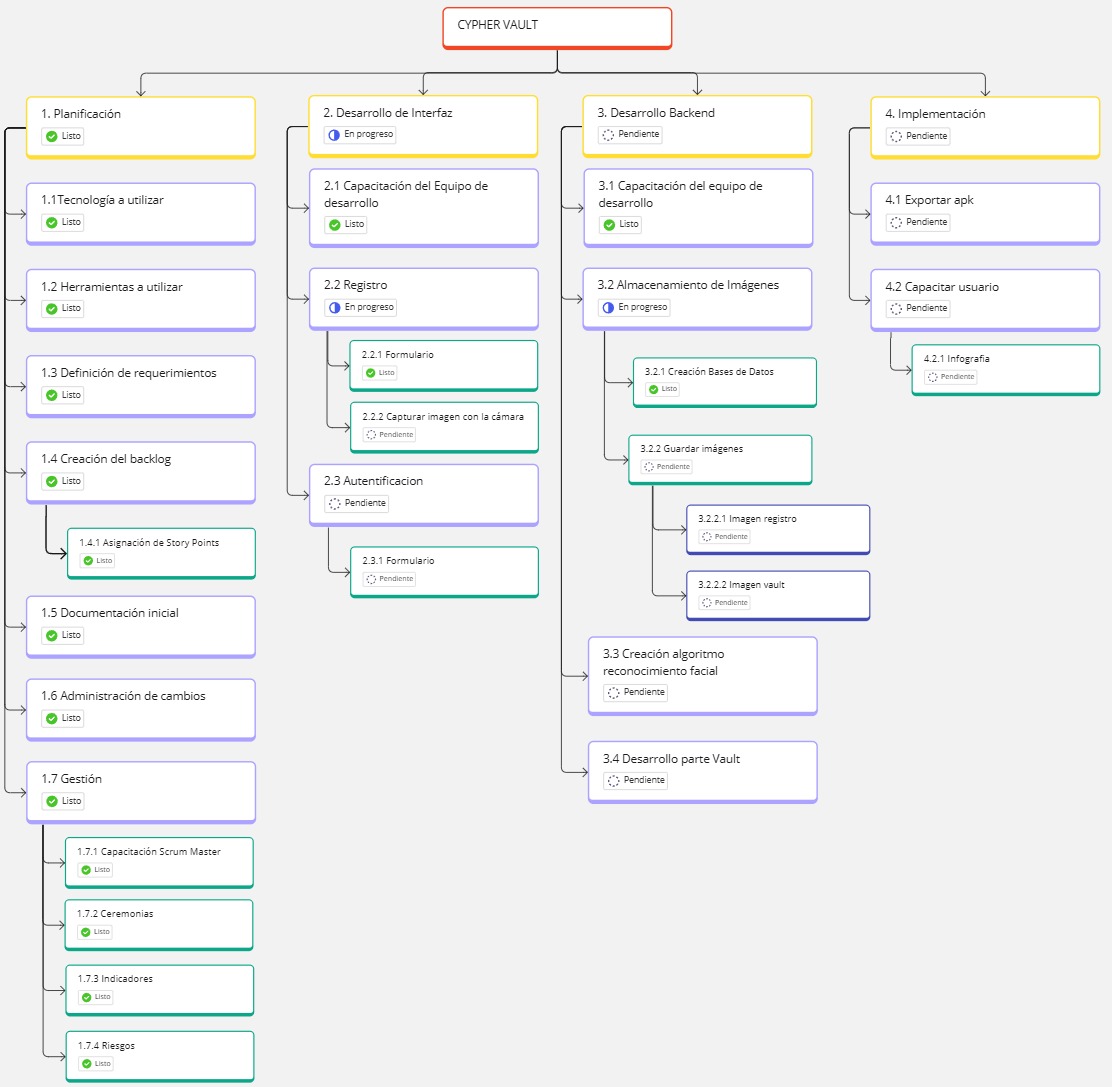 CYPHER VAULT
1. Planificación
Listo
1.1Tecnología a utilizar
Listo
1.2 Herramientas a utilizar
Listo
1.3 Definición de requerimientos
Listo
1.4 Creación del backlog
Listo
1.4.1 Asignación de Story Points
Listo
1.5 Documentación inicial
Listo
1.6 Administración de cambios
Listo
1.7 Gestión
Listo
1.7.1 Capacitación Scrum Master
Listo
1.7.2 Ceremonias
Listo
1.7.3 Indicadores
Listo
1.7.4 Riesgos
Listo
2. Desarrollo de Interfaz
En progreso
2.1 Capacitación del Equipo de
desarrollo
Listo
2.2 Registro
En progreso
2.2.1 Formulario
Listo
2.2.2 Capturar imagen con la cámara
Pendiente
2.3 Autentificacion
Pendiente
2.3.1 Formulario
Pendiente
3. Desarrollo Backend
Pendiente
3.1 Capacitación del equipo de
desarrollo
Listo
3.2 Almacenamiento de Imágenes
En progreso
3.2.1 Creación Bases de Datos
Listo
3.2.2 Guardar imágenes
Pendiente
3.2.2.1 Imagen registro
Pendiente
3.2.2.2 Imagen vault
Pendiente
3.3 Creación algoritmo
reconocimiento facial
Pendiente
3.4 Desarrollo parte Vault
Pendiente
4. Implementación
Pendiente
4.1 Exportar apk
Pendiente
4.2 Capacitar usuario
Pendiente
4.2.1 Infografia
Pendiente